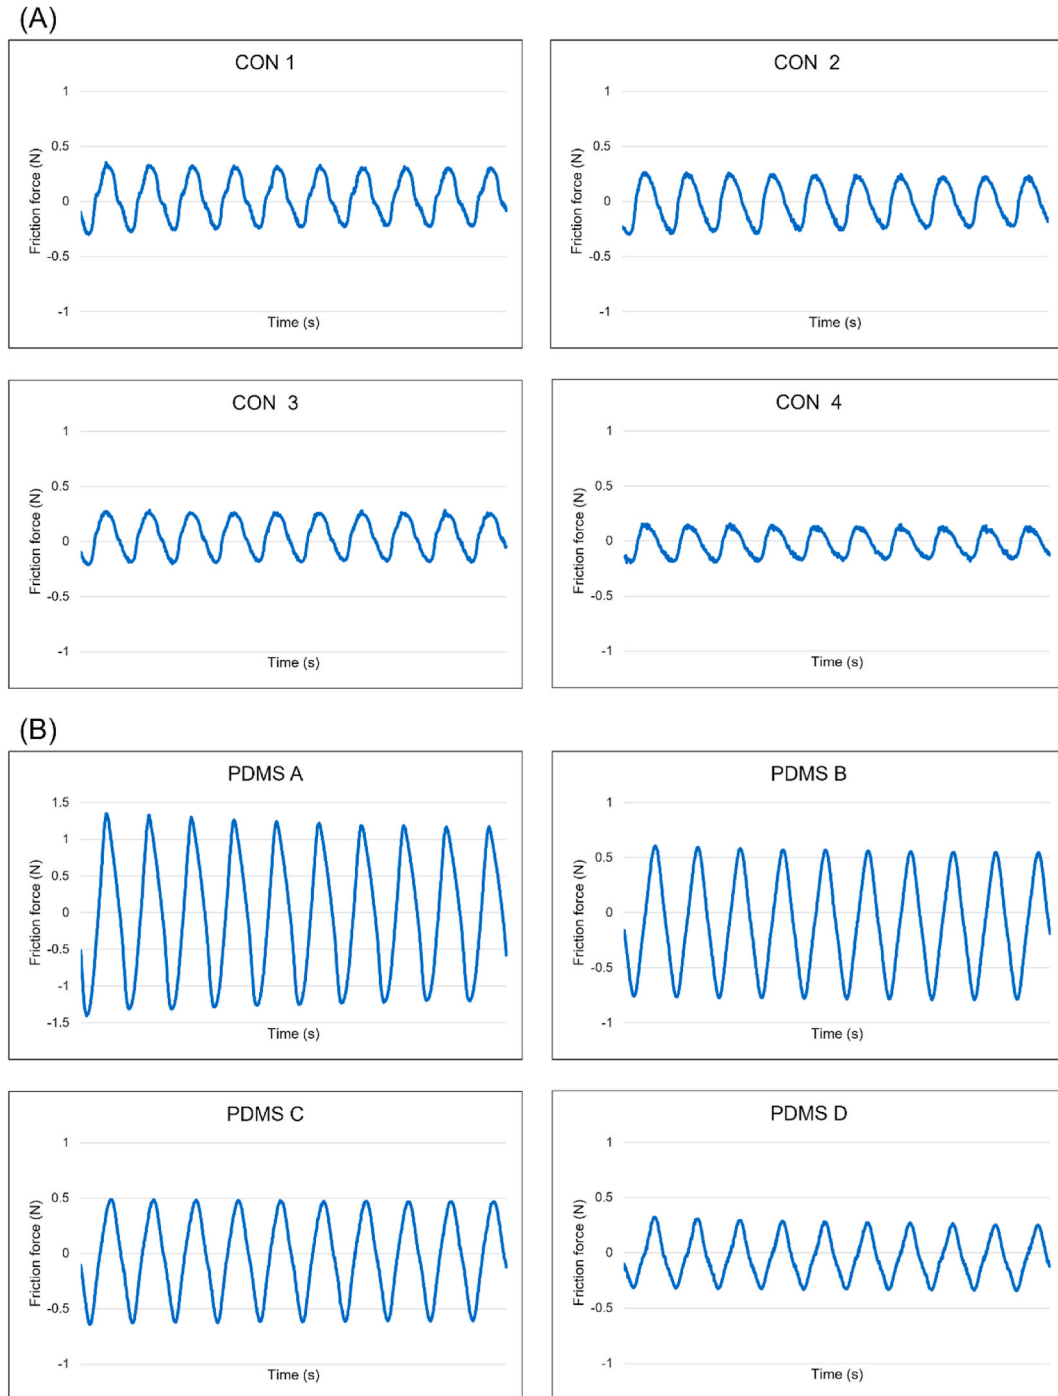 (A)
CON 1
1
0.5
0
-0.5
-1
Friction force (N)
Time (s)
CON 2
1
0.5
0
-0.5
-1
Friction force (N)
Time (s)
CON 3
1
0.5
0
-0.5
-1
Friction force (N)
Time (s)
CON 4
1
0.5
0
-0.5
-1
Friction force (N)
Time (s)
(B)
PDMS A
1.5
1
0.5
0
-0.5
-1
-1.5
Friction force (N)
Time (s)
PDMS B
1
0.5
0
-0.5
-1
Friction force (N)
Time (s)
PDMS C
1
0.5
0
-0.5
-1
Friction force (N)
Time (s)
PDMS D
1
0.5
0
-0.5
-1
Friction force (N)
Time (s)